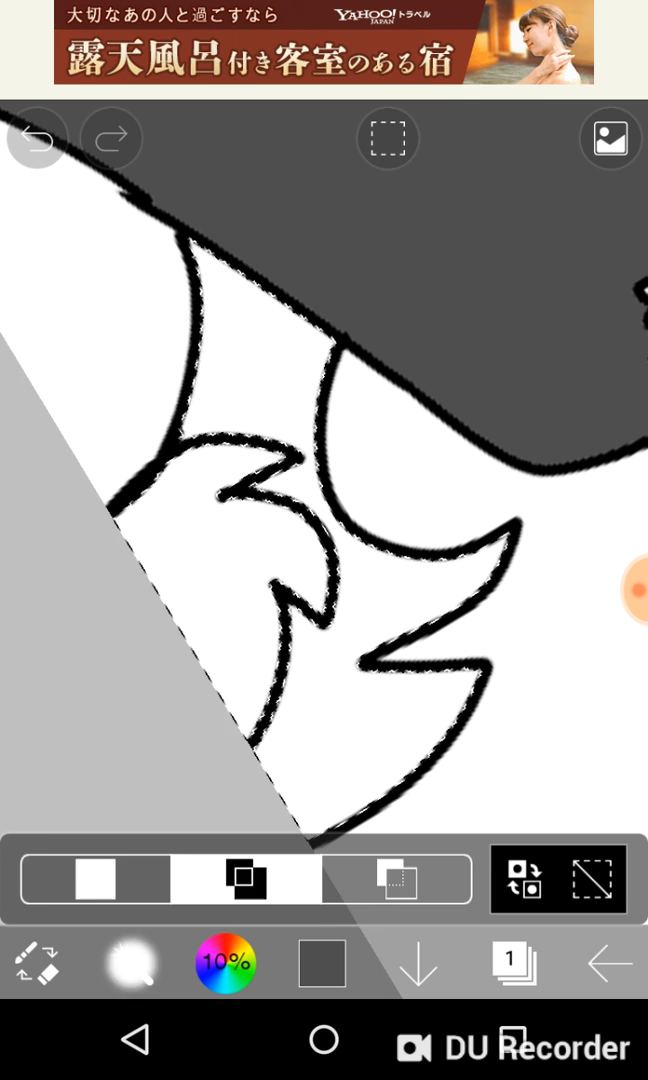 大切なあの人と過ごすなら
YAHOO!トラベル
JAPAN
露天風呂付き客室のある宿
10%
1
DU Recorder